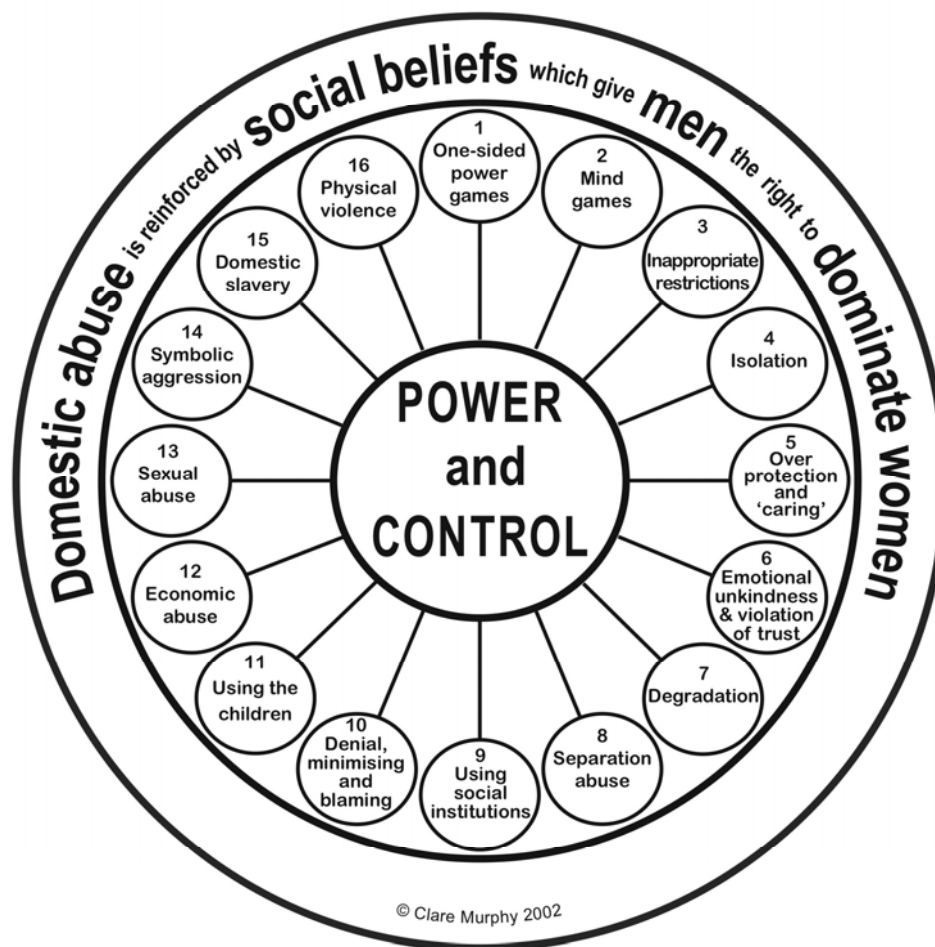 Domestic abuse is reinforced by social beliefs which give men the right to dominate women
1
One-sided
power
games
2
Mind
games
3
Inappropriate
restrictions
4
Isolation
5
Over
protection
and
‘caring’
6
Emotional
unkindness
& violation
of trust
7
Degradation
8
Separation
abuse
9
Using
social
institutions
10
Denial,
minimising
and
blaming
11
Using the
children
12
Economic
abuse
13
Sexual
abuse
14
Symbolic
aggression
15
Domestic
slavery
16
Physical
violence
POWER
and
CONTROL
© Clare Murphy 2002